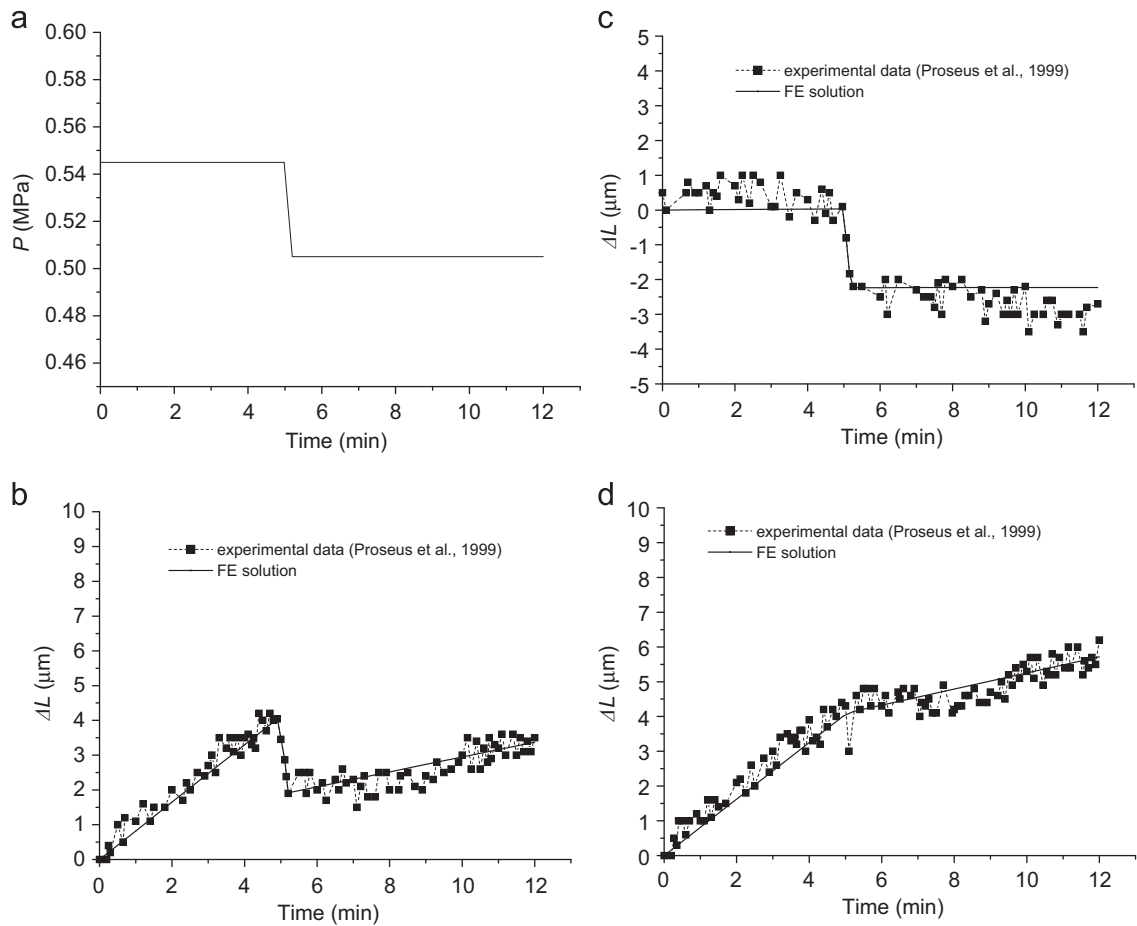 a
0.60
0.58
0.56
0.54
0.52
0.50
0.48
0.46
P (MPa)
0 2 4 6 8 10 12
Time (min)
c
5
4
3
2
1
0
-1
-2
-3
-4
-5
ΔL (μm)
experimental data (Proseus et al., 1999)
FE solution
0 2 4 6 8 10 12
Time (min)
b
10
9
8
7
6
5
4
3
2
1
0
ΔL (μm)
experimental data (Proseus et al., 1999)
FE solution
0 2 4 6 8 10 12
Time (min)
d
10
9
8
7
6
5
4
3
2
1
0
ΔL (μm)
experimental data (Proseus et al., 1999)
FE solution
0 2 4 6 8 10 12
Time (min)